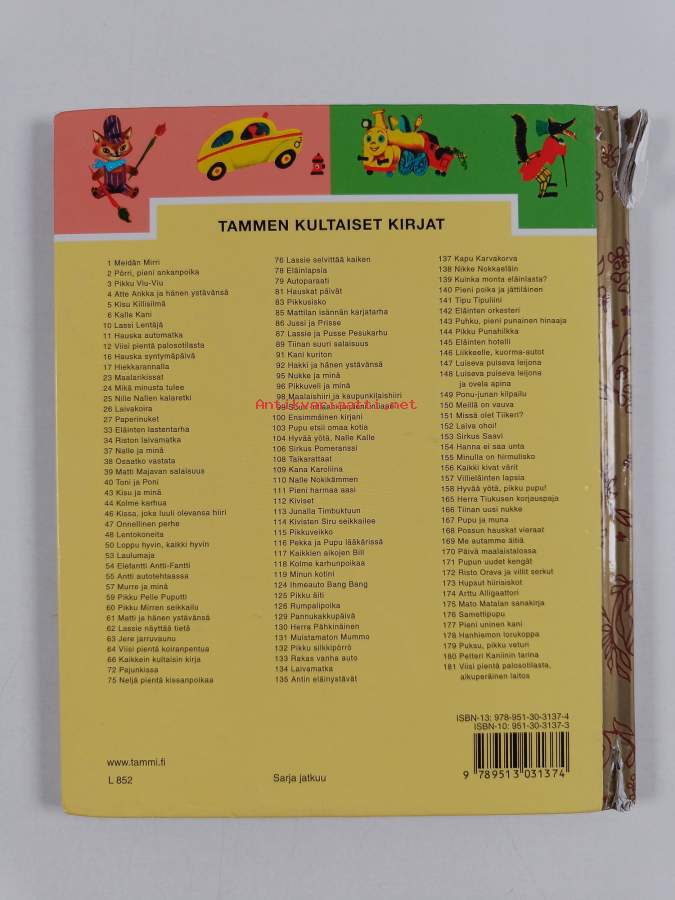 TAMMEN KULTAISET KIRJAT
1 Meidän Mirri
2 Pörri, pieni ankanpoika
3 Pikku Viu-Viu
4 Atte Ankka ja hänen ystävänsä
5 Kisu Killisilmä
6 Kalle Kani
10 Lassi Lentäjä
11 Hauska automatka
12 Viisi pientä palosotilasta
16 Hauska syntymäpäivä
17 Hiekkarannalla
23 Maalarikissat
24 Mikä minusta tulee
25 Nille Nallen kalaretki
26 Laivakoira
27 Paperinuket
33 Eläinten lastentarha
34 Riston laivamatka
37 Nalle ja minä
38 Osaatko vastata
39 Matti Majavan salaisuus
40 Toni ja Poni
43 Kisu ja minä
44 Kolme karhua
46 Kissa, joka luuli olevansa hiiri
47 Onnellinen perhe
48 Lentokoneita
50 Loppu hyvin, kaikki hyvin
53 Laulumaja
54 Elefantti Antti-Fantti
55 Antti autotehtaassa
57 Murre ja minä
59 Pikku Pelle Puputti
60 Pikku Mirren seikkailu
61 Matti ja hänen ystävänsä
62 Lassie näyttää tietä
63 Jere jarruvaunu
64 Viisi pientä koiranpentua
66 Kaikkein kultaisin kirja
72 Pajunkissa
75 Neljä pientä kissanpoikaa
76 Lassie selvittää kaiken
78 Eläinlapsia
79 Autoparaati
81 Hauskat päivät
83 Pikkusisko
85 Mattilan isännän karjatarha
86 Jussi ja Prisse
87 Lassie ja Pusse Pesukarhu
89 Tiinan suuri salaisuus
91 Kani kuriton
92 Hakki ja hänen ystävänsä
95 Nukke ja minä
96 Pikkuveli ja minä
98 Maalaishiiri ja kaupunkilaishiiri
100 Ensimmäinen kirjani
103 Pupu etsii omaa kotia
104 Hyvää yötä, Nalle Kalle
106 Sirkus Pomeranssi
108 Taikarattaat
109 Kana Karoliina
110 Nalle Nokikämmen
111 Pieni harmaa aasi
112 Kiviset
113 Junalla Timbuktuun
114 Kivisten Siru seikkailee
115 Pikkuveikko
116 Pekka ja Pupu lääkärissä
117 Kaikkien aikojen Bill
118 Kolme karhunpoikaa
119 Minun kotini
124 Ihmeauto Bang Bang
125 Pikku äiti
126 Rumpalipoika
129 Pannukakkupäivä
130 Herra Pähkinäinen
131 Muistamaton Mummo
132 Pikku silkkipörrö
133 Rakas vanha auto
134 Laivamatka
135 Antin eläinystävät
137 Kapu Karvakorva
138 Nikke Nokkaeläin
139 Kuinka monta eläinlasta?
140 Pieni poika ja jättiläinen
141 Tipu Tipuliini
142 Eläinten orkesteri
143 Puhku, pieni punainen hinaaja
144 Pikku Punahilkka
145 Eläinten hotelli
146 Liikkeelle, kuorma-autot
147 Luiseva puiseva leijona
148 Luiseva puiseva leijona
ja ovela apina
149 Ponu-junan kilpailu
150 Meillä on vauva
151 Missä olet Tiikeri?
152 Laiva ohoi!
153 Sirkus Saavi
154 Hanna ei saa unta
155 Minulla on hirmulisko
156 Kaikki kivat värit
157 Villieläinten lapsia
158 Hyvää yötä, pikku pupu!
165 Herra Tiukusen korjauspaja
166 Tiinan uusi nukke
167 Pupu ja muna
168 Possun hauskat vieraat
169 Me autamme äitiä
170 Päivä maalaistalossa
171 Pupun uudet kengät
172 Risto Orava ja villit serkut
173 Hupsut hiirisiskot
174 Arttu Alligaattori
175 Mato Matalan sanakirja
176 Samettipupu
177 Pieni uninen kani
178 Hanhiemon lorukoppa
179 Puksu, pikku veturi
180 Petteri Kaniinin tarina
181 Viisi pientä palosotilasta,
alkuperäinen laitos
Antikvariaatti.net
ISBN-13: 978-951-30-3137-4
ISBN-10: 951-30-3137-3
www.tammi.fi
L 852
Sarja jatkuu
9 789513 031374